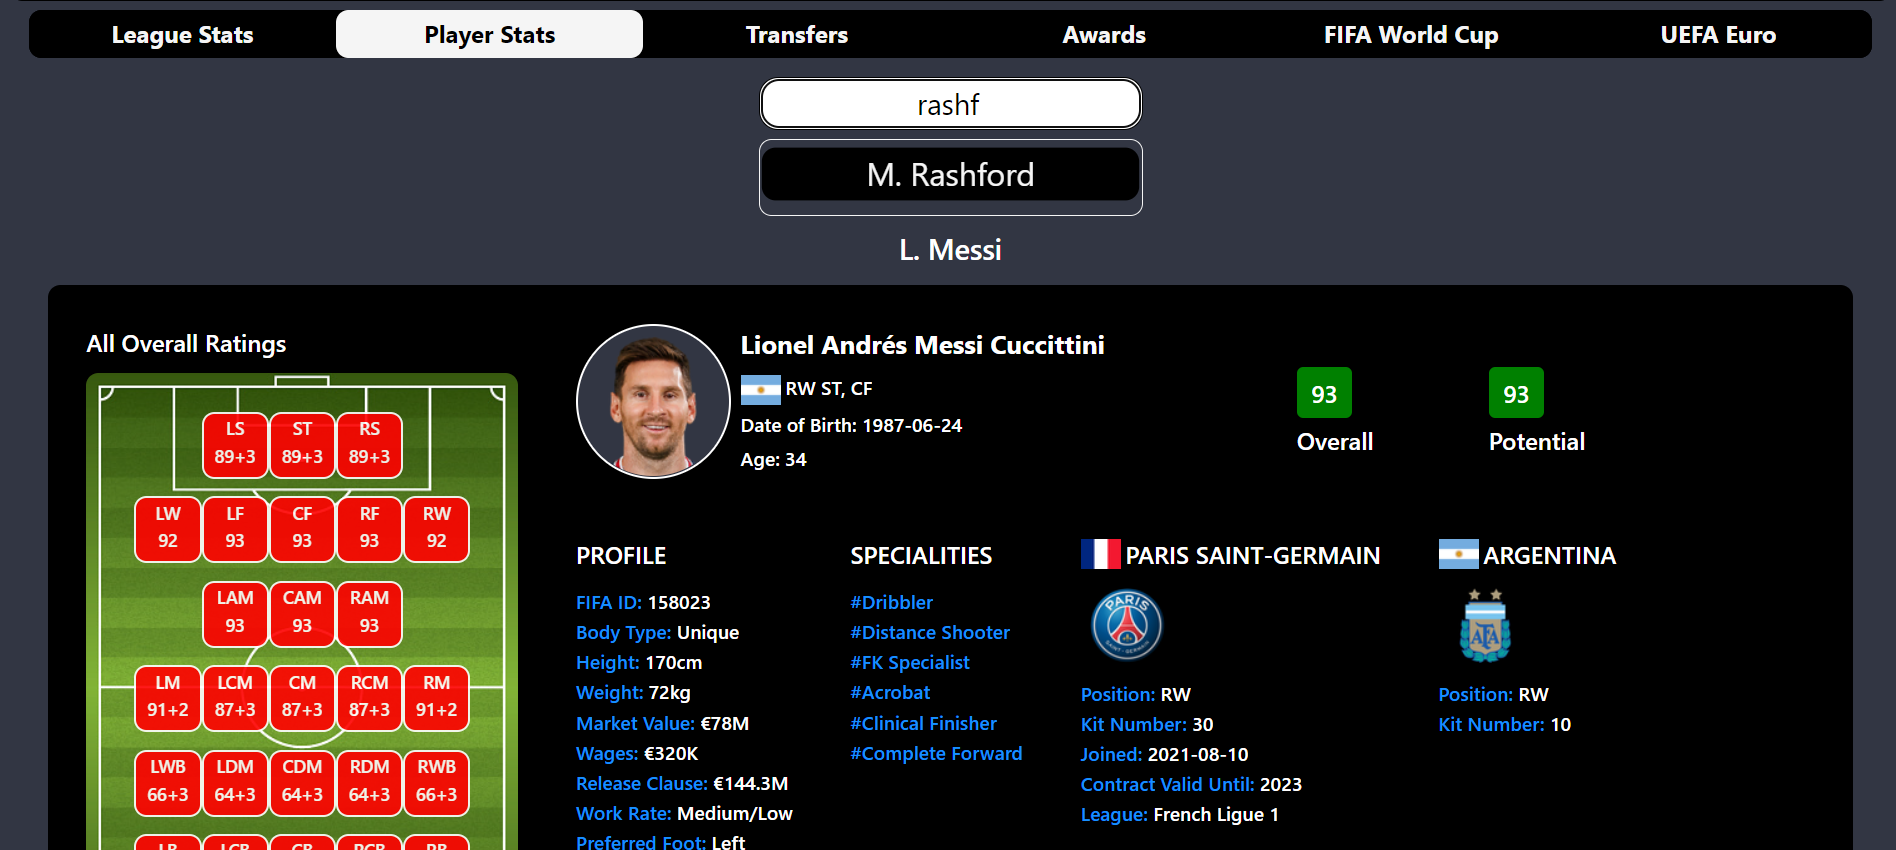 League Stats
Player Stats
Transfers
Awards
FIFA World Cup
UEFA Euro
rashf
M. Rashford
L. Messi
All Overall Ratings
LS ST RS
89+3 89+3 89+3
LW LF CF RF RW
92 93 93 93 92
LAM CAM RAM
93 93 93
LM LCM CM RCM RM
91+2 87+3 87+3 87+3 91+2
LWB LDM CDM RDM RWB
66+3 64+3 64+3 64+3 66+3
LB LCB CB RCB RB
Lionel Andrés Messi Cuccittini
RW ST, CF
Date of Birth: 1987-06-24
Age: 34
93
Overall
93
Potential
PROFILE
FIFA ID: 158023
Body Type: Unique
Height: 170cm
Weight: 72kg
Market Value: €78M
Wages: €320K
Release Clause: €144.3M
Work Rate: Medium/Low
Preferred Foot: Left
SPECIALITIES
#Dribbler
#Distance Shooter
#FK Specialist
#Acrobat
#Clinical Finisher
#Complete Forward
PARIS SAINT-GERMAIN
PARIS
SAINT-GERMAIN
Position: RW
Kit Number: 30
Joined: 2021-08-10
Contract Valid Until: 2023
League: French Ligue 1
ARGENTINA
AFA
Position: RW
Kit Number: 10